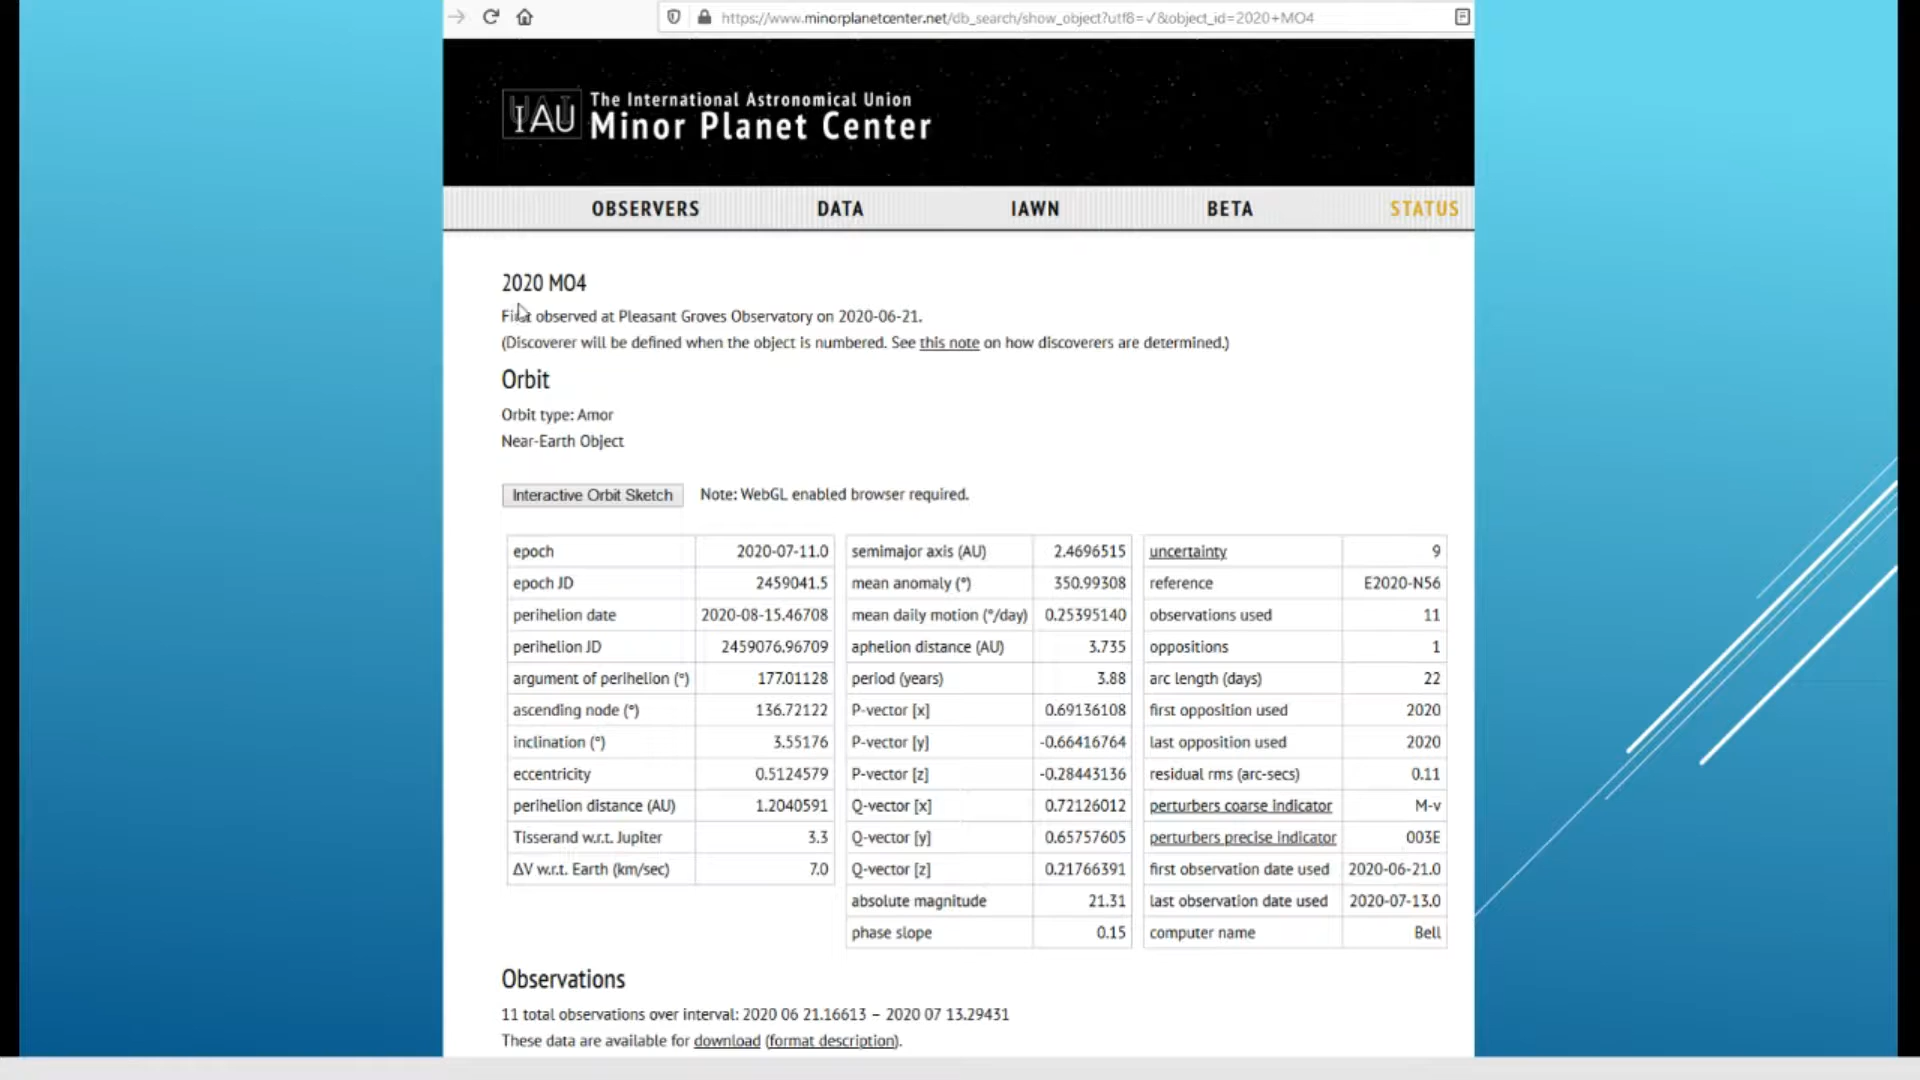 https://www.minorplanetcenter.net/db_search/show_object?utf8=✓&object_id=2020+MO4
IAU
The International Astronomical Union
Minor Planet Center
OBSERVERS DATA IAWN BETA STATUS
2020 MO4
First observed at Pleasant Groves Observatory on 2020-06-21.
(Discoverer will be defined when the object is numbered. See this note on how discoverers are determined.)
Orbit
Orbit type: Amor
Near-Earth Object
Interactive Orbit Sketch Note: WebGL enabled browser required.
epoch 2020-07-11.0 semimajor axis (AU) 2.4696515 uncertainty 9
epoch JD 2459041.5 mean anomaly (°) 350.99308 reference E2020-N56
perihelion date 2020-08-15.46708 mean daily motion (°/day) 0.25395140 observations used 11
perihelion JD 2459076.96709 aphelion distance (AU) 3.735 oppositions 1
argument of perihelion (°) 177.01128 period (years) 3.88 arc length (days) 22
ascending node (°) 136.72122 P-vector [x] 0.69136108 first opposition used 2020
inclination (°) 3.55176 P-vector [y] -0.66416764 last opposition used 2020
eccentricity 0.5124579 P-vector [z] -0.28443136 residual rms (arc-secs) 0.11
perihelion distance (AU) 1.2040591 Q-vector [x] 0.72126012 perturbers coarse indicator M-v
Tisserand w.r.t. Jupiter 3.3 Q-vector [y] 0.65757605 perturbers precise indicator 003E
ΔV w.r.t. Earth (km/sec) 7.0 Q-vector [z] 0.21766391 first observation date used 2020-06-21.0
absolute magnitude 21.31 last observation date used 2020-07-13.0
phase slope 0.15 computer name Bell
Observations
11 total observations over interval: 2020 06 21.16613 – 2020 07 13.29431
These data are available for download (format description).